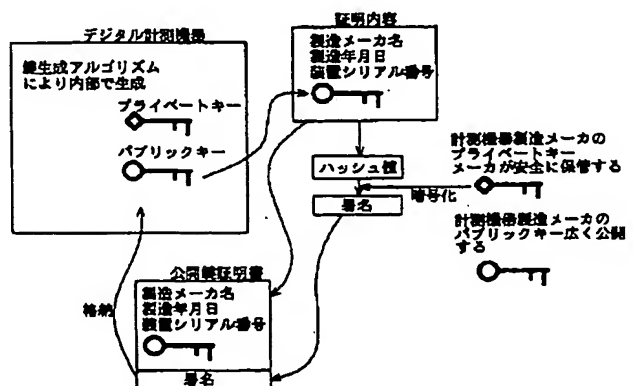 デジタル計測機器
鍵生成アルゴリズム
により内部で生成
プライベートキー
パブリックキー
証明内容
製造メーカ名
製造年月日
装置シリアル番号
ハッシュ値
署名
暗号化
計測機器製造メーカの
プライベートキー
メーカが安全に保管する
計測機器製造メーカの
パブリックキー広く公開
する
格納
公開鍵証明書
製造メーカ名
製造年月日
装置シリアル番号
署名